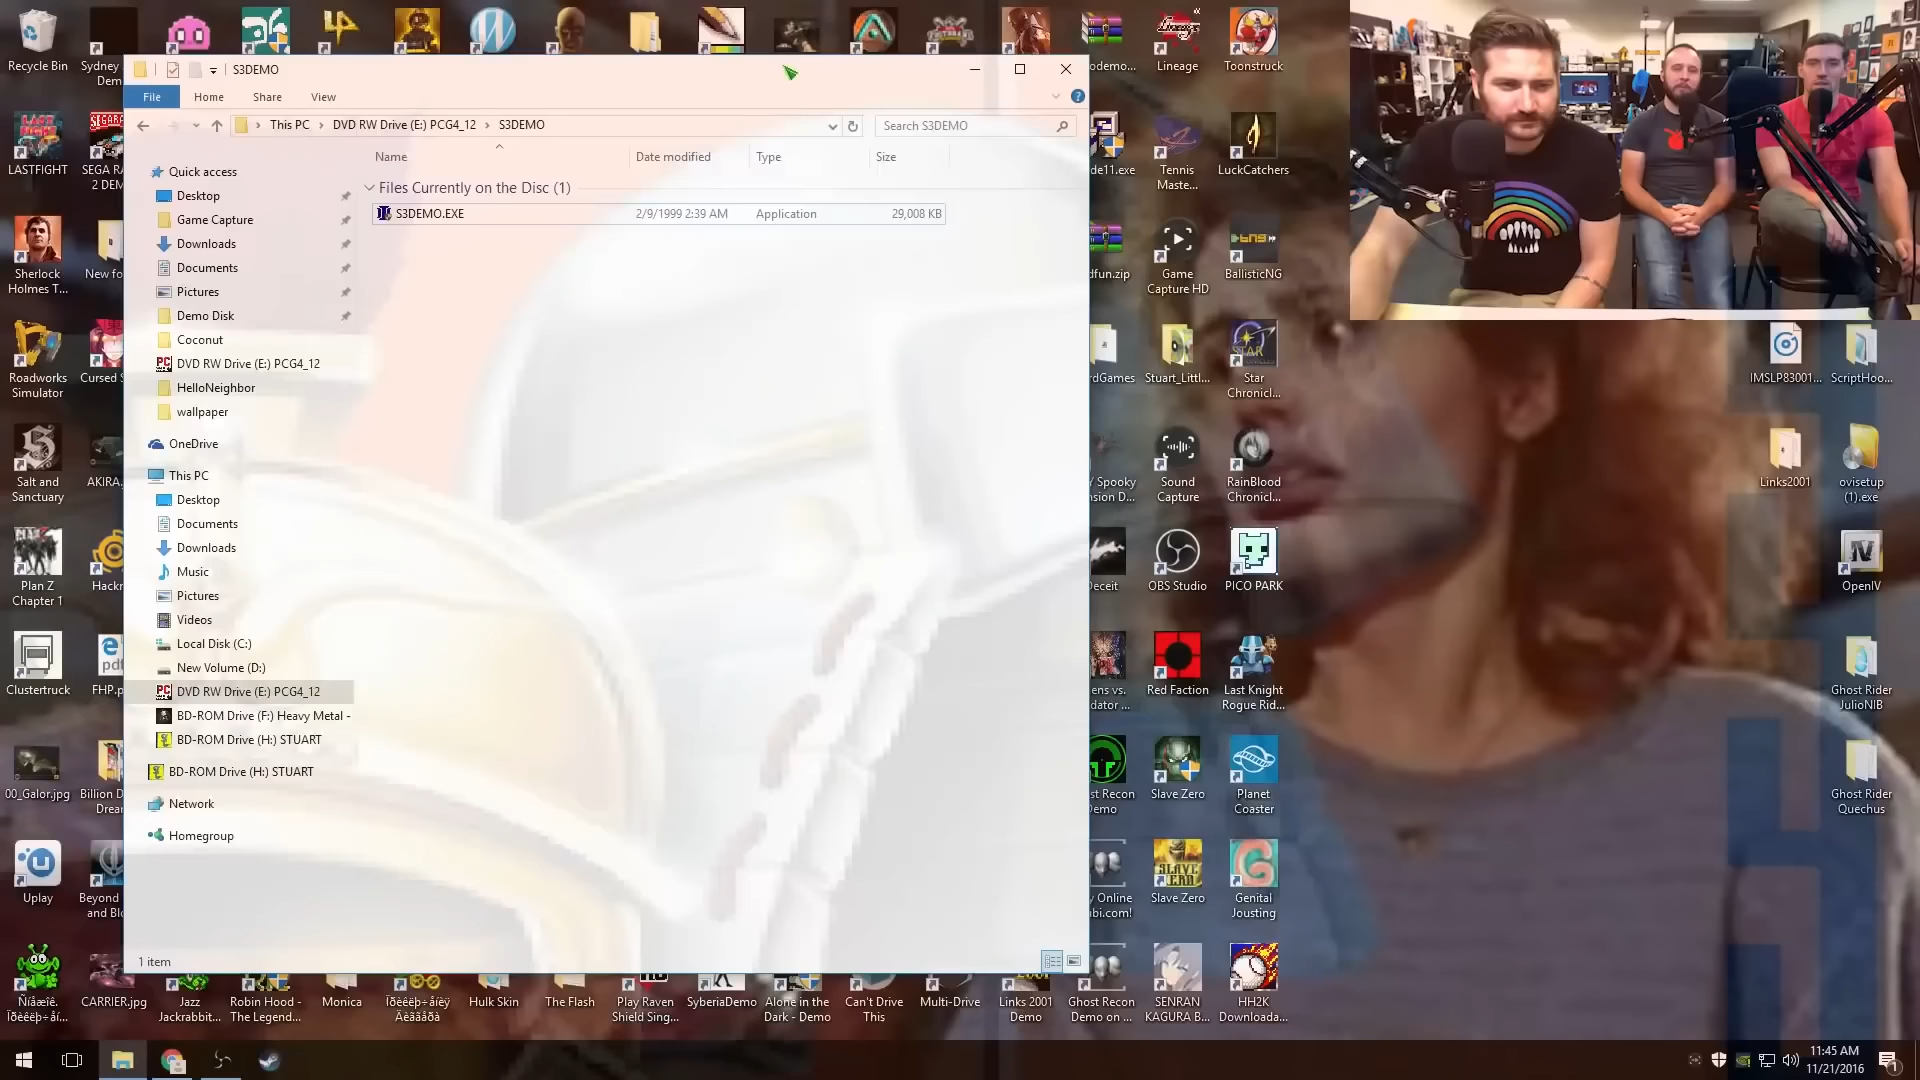 Recycle Bin
Sydney
Dem
odemo...
Lineage
Toonstruck
S3DEMO
File
Home
Share
View
This PC
DVD RW Drive (E:) PCG4_12
S3DEMO
Search S3DEMO
Name
Date modified
Type
Size
Files Currently on the Disc (1)
S3DEMO.EXE
2/9/1999 2:39 AM
Application
29,008 KB
Quick access
Desktop
Game Capture
Downloads
Documents
Pictures
Demo Disk
Coconut
DVD RW Drive (E:) PCG4_12
HelloNeighbor
wallpaper
OneDrive
This PC
Desktop
Documents
Downloads
Music
Pictures
Videos
Local Disk (C:)
New Volume (D:)
DVD RW Drive (E:) PCG4_12
BD-ROM Drive (F:) Heavy Metal -
BD-ROM Drive (H:) STUART
BD-ROM Drive (H:) STUART
Network
Homegroup
1 item
LASTFIGHT
SEGA R
2 DEM
Sherlock
Holmes T...
New fo
Roadworks
Simulator
Cursed S
Salt and
Sanctuary
AKIRA.
Plan Z
Chapter 1
Hackr
Clustertruck
FHP.p
00_Galor.jpg
Billion D
Drear
Uplay
Beyond
and Blo
CARRIER.jpg
Jazz
Jackrabbit...
Robin Hood -
The Legend...
Monica
Hulk Skin
The Flash
Play Raven
Shield Sing...
SyberiaDemo
Alone in the
Dark - Demo
Can't Drive
This
Multi-Drive
Links 2001
Demo
Ghost Recon
Demo on ...
SENRAN
KAGURA B...
HH2K
Downloada...
de11.exe
Tennis
Maste...
LuckCatchers
dfun.zip
Game
Capture HD
BallisticNG
rdGames
Stuart_Littl...
Star
Chronicl...
Y Spooky
nsion D...
Sound
Capture
RainBlood
Chronicl...
Deceit
OBS Studio
PICO PARK
ens vs.
dator ...
Red Faction
Last Knight
Rogue Rid...
st Recon
Demo
Slave Zero
Planet
Coaster
y Online
ubi.com!
Slave Zero
Genital
Jousting
IMSLP83001...
ScriptHoo...
Links2001
ovisetup
(1).exe
OpenIV
Ghost Rider
JulioNIB
Ghost Rider
Quechus
11:45 AM
11/21/2016